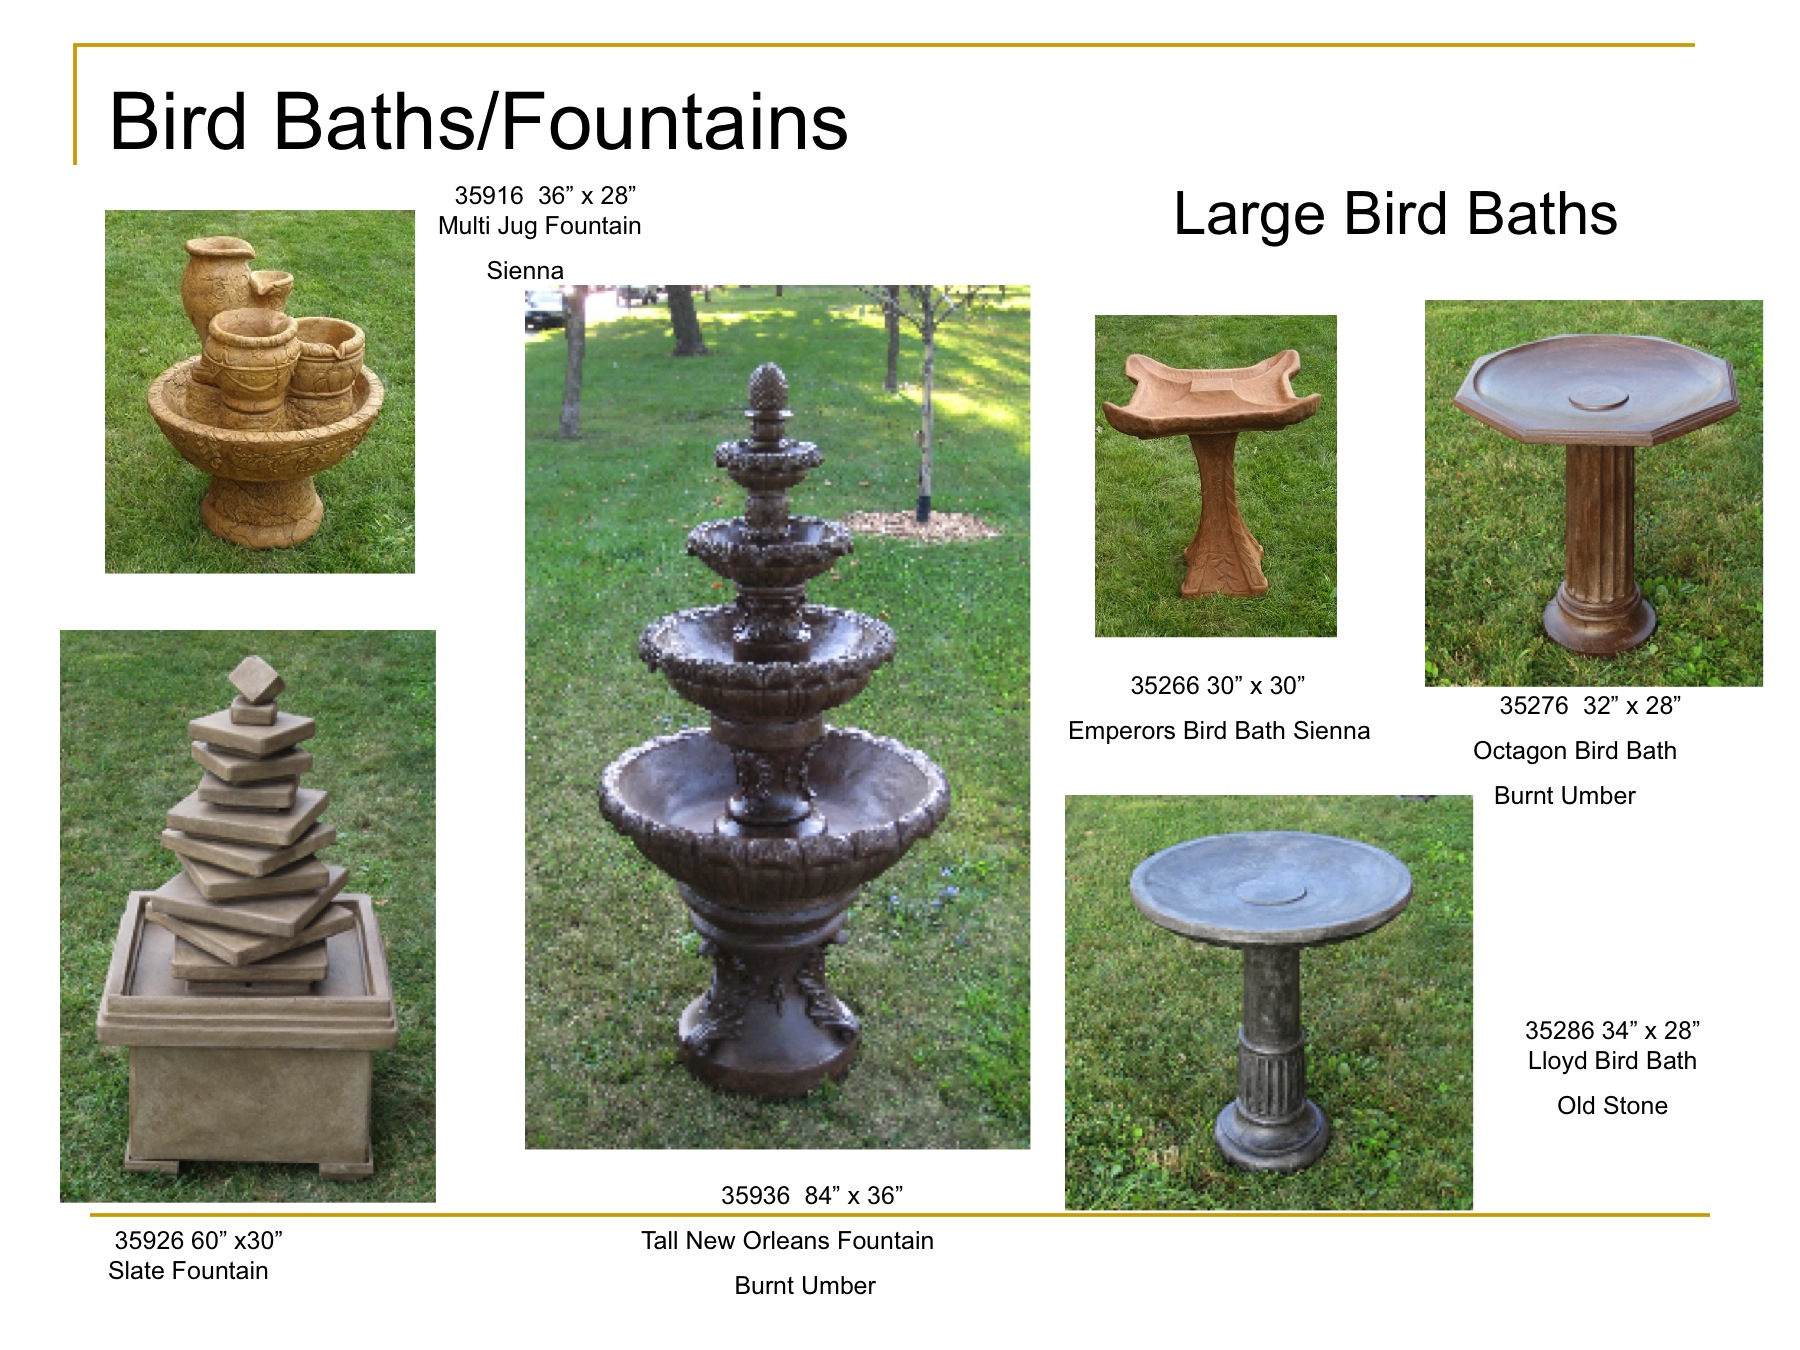 Bird Baths/Fountains
35916  36” x 28”
Multi Jug Fountain
Sienna
Large Bird Baths
35266 30” x 30”
Emperors Bird Bath Sienna
35276  32” x 28”
Octagon Bird Bath
Burnt Umber
35286 34” x 28”
Lloyd Bird Bath
Old Stone
35936  84” x 36”
Tall New Orleans Fountain
Burnt Umber
35926 60” x30”
Slate Fountain